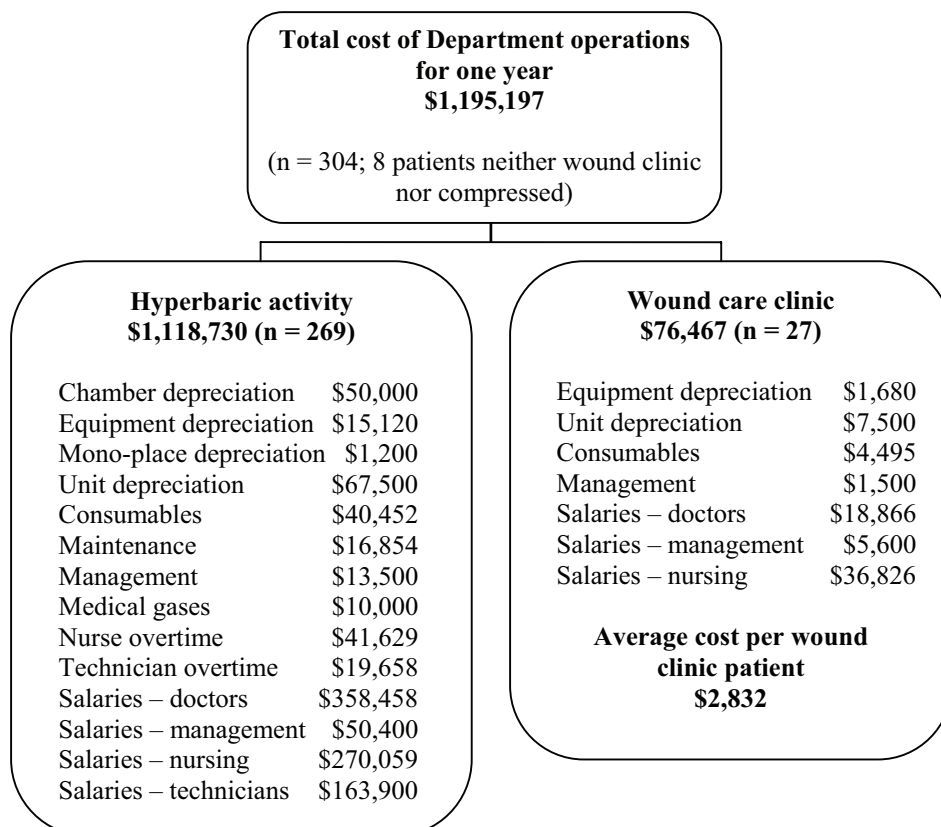 Total cost of Department operations
for one year
$1,195,197
(n = 304; 8 patients neither wound clinic
nor compressed)
Hyperbaric activity
$1,118,730 (n = 269)
Chamber depreciation $50,000
Equipment depreciation $15,120
Mono-place depreciation $1,200
Unit depreciation $67,500
Consumables $40,452
Maintenance $16,854
Management $13,500
Medical gases $10,000
Nurse overtime $41,629
Technician overtime $19,658
Salaries – doctors $358,458
Salaries – management $50,400
Salaries – nursing $270,059
Salaries – technicians $163,900
Wound care clinic
$76,467 (n = 27)
Equipment depreciation $1,680
Unit depreciation $7,500
Consumables $4,495
Management $1,500
Salaries – doctors $18,866
Salaries – management $5,600
Salaries – nursing $36,826
Average cost per wound
clinic patient
$2,832